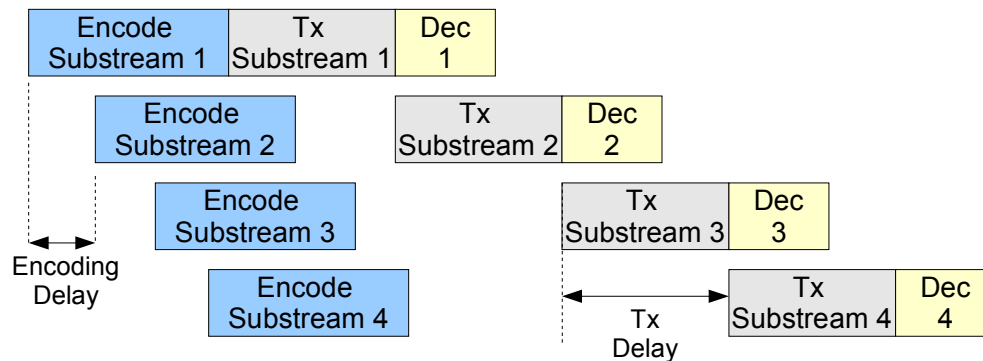 Encode
Substream 1
Tx
Substream 1
Dec
1
Encode
Substream 2
Tx
Substream 2
Dec
2
Encode
Substream 3
Tx
Substream 3
Dec
3
Encoding
Delay
Encode
Substream 4
Tx
Delay
Tx
Substream 4
Dec
4